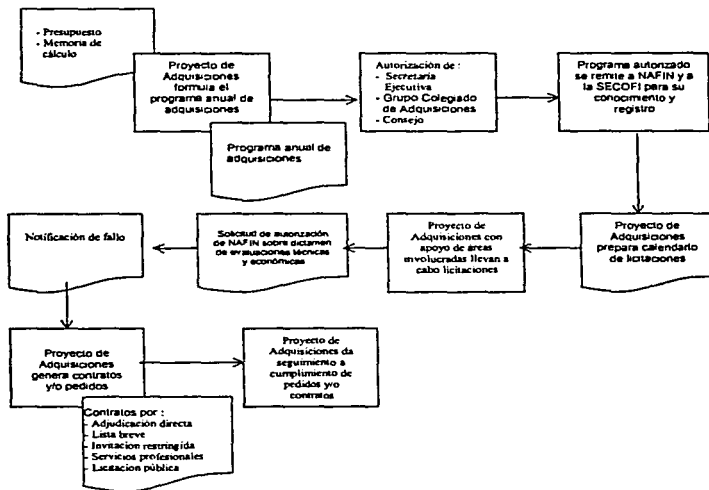 - Presupuesto
- Memoria de
cálculo
Proyecto de
Adquisiciones
formula el
programa anual de
adquisiciones
Programa anual de
adquisiciones
Autorización de :
- Secretaría
Ejecutiva
- Grupo Colegiado
de Adquisiciones
- Consejo
Programa autorizado
se remite a NAFIN y a
la SECOFI para su
conocimiento y
registro
Proyecto de
Adquisiciones
prepara calendario
de licitaciones
Proyecto de
Adquisiciones con
apoyo de áreas
involucradas llevan a
cabo licitaciones
Solicitud de autorización
de NAFIN sobre dictamen
de evaluaciones técnicas
y económicas
Notificación de fallo
Proyecto de
Adquisiciones
genera contratos
y/o pedidos
Contratos por :
- Adjudicación directa
- Lista breve
- Invitacion restringida
- Servicios profesionales
- Licitacion pública
Proyecto de
Adquisiciones da
seguimiento a
cumplimiento de
pedidos y/o
contratos